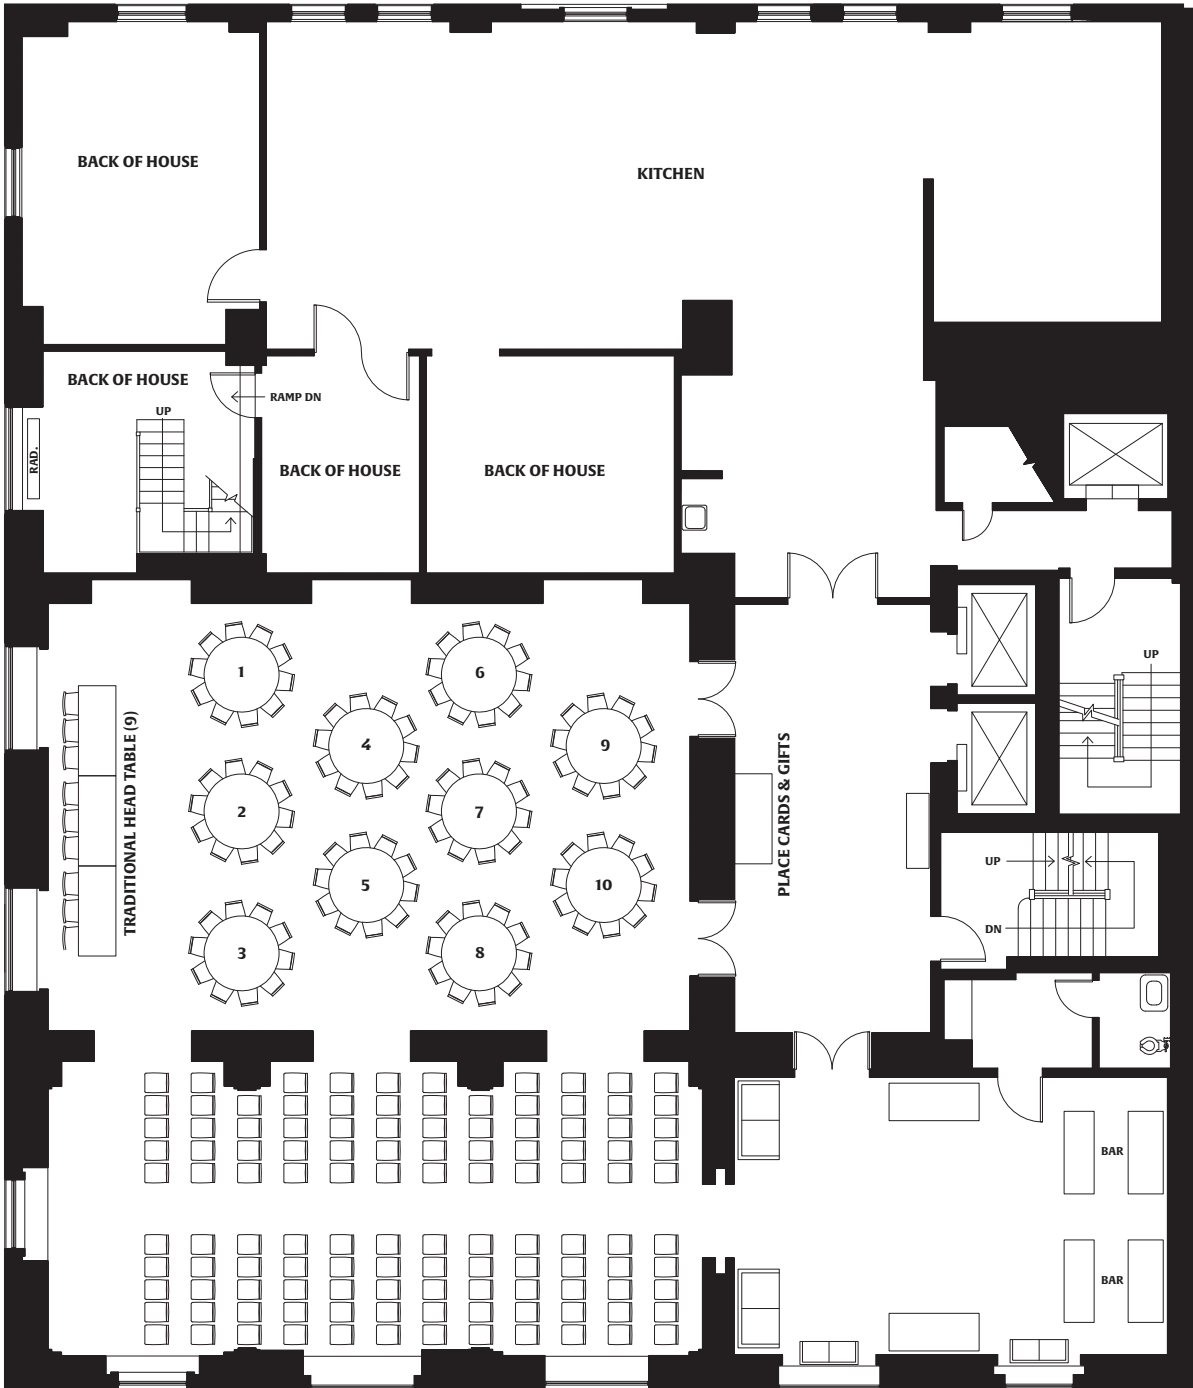 BACK OF HOUSE
KITCHEN
BACK OF HOUSE
RAMP DN
UP
RAD.
BACK OF HOUSE
BACK OF HOUSE
UP
1
6
TRADITIONAL HEAD TABLE (9)
4
9
PLACE CARDS & GIFTS
2
7
UP
5
10
DN
3
8
BAR
BAR